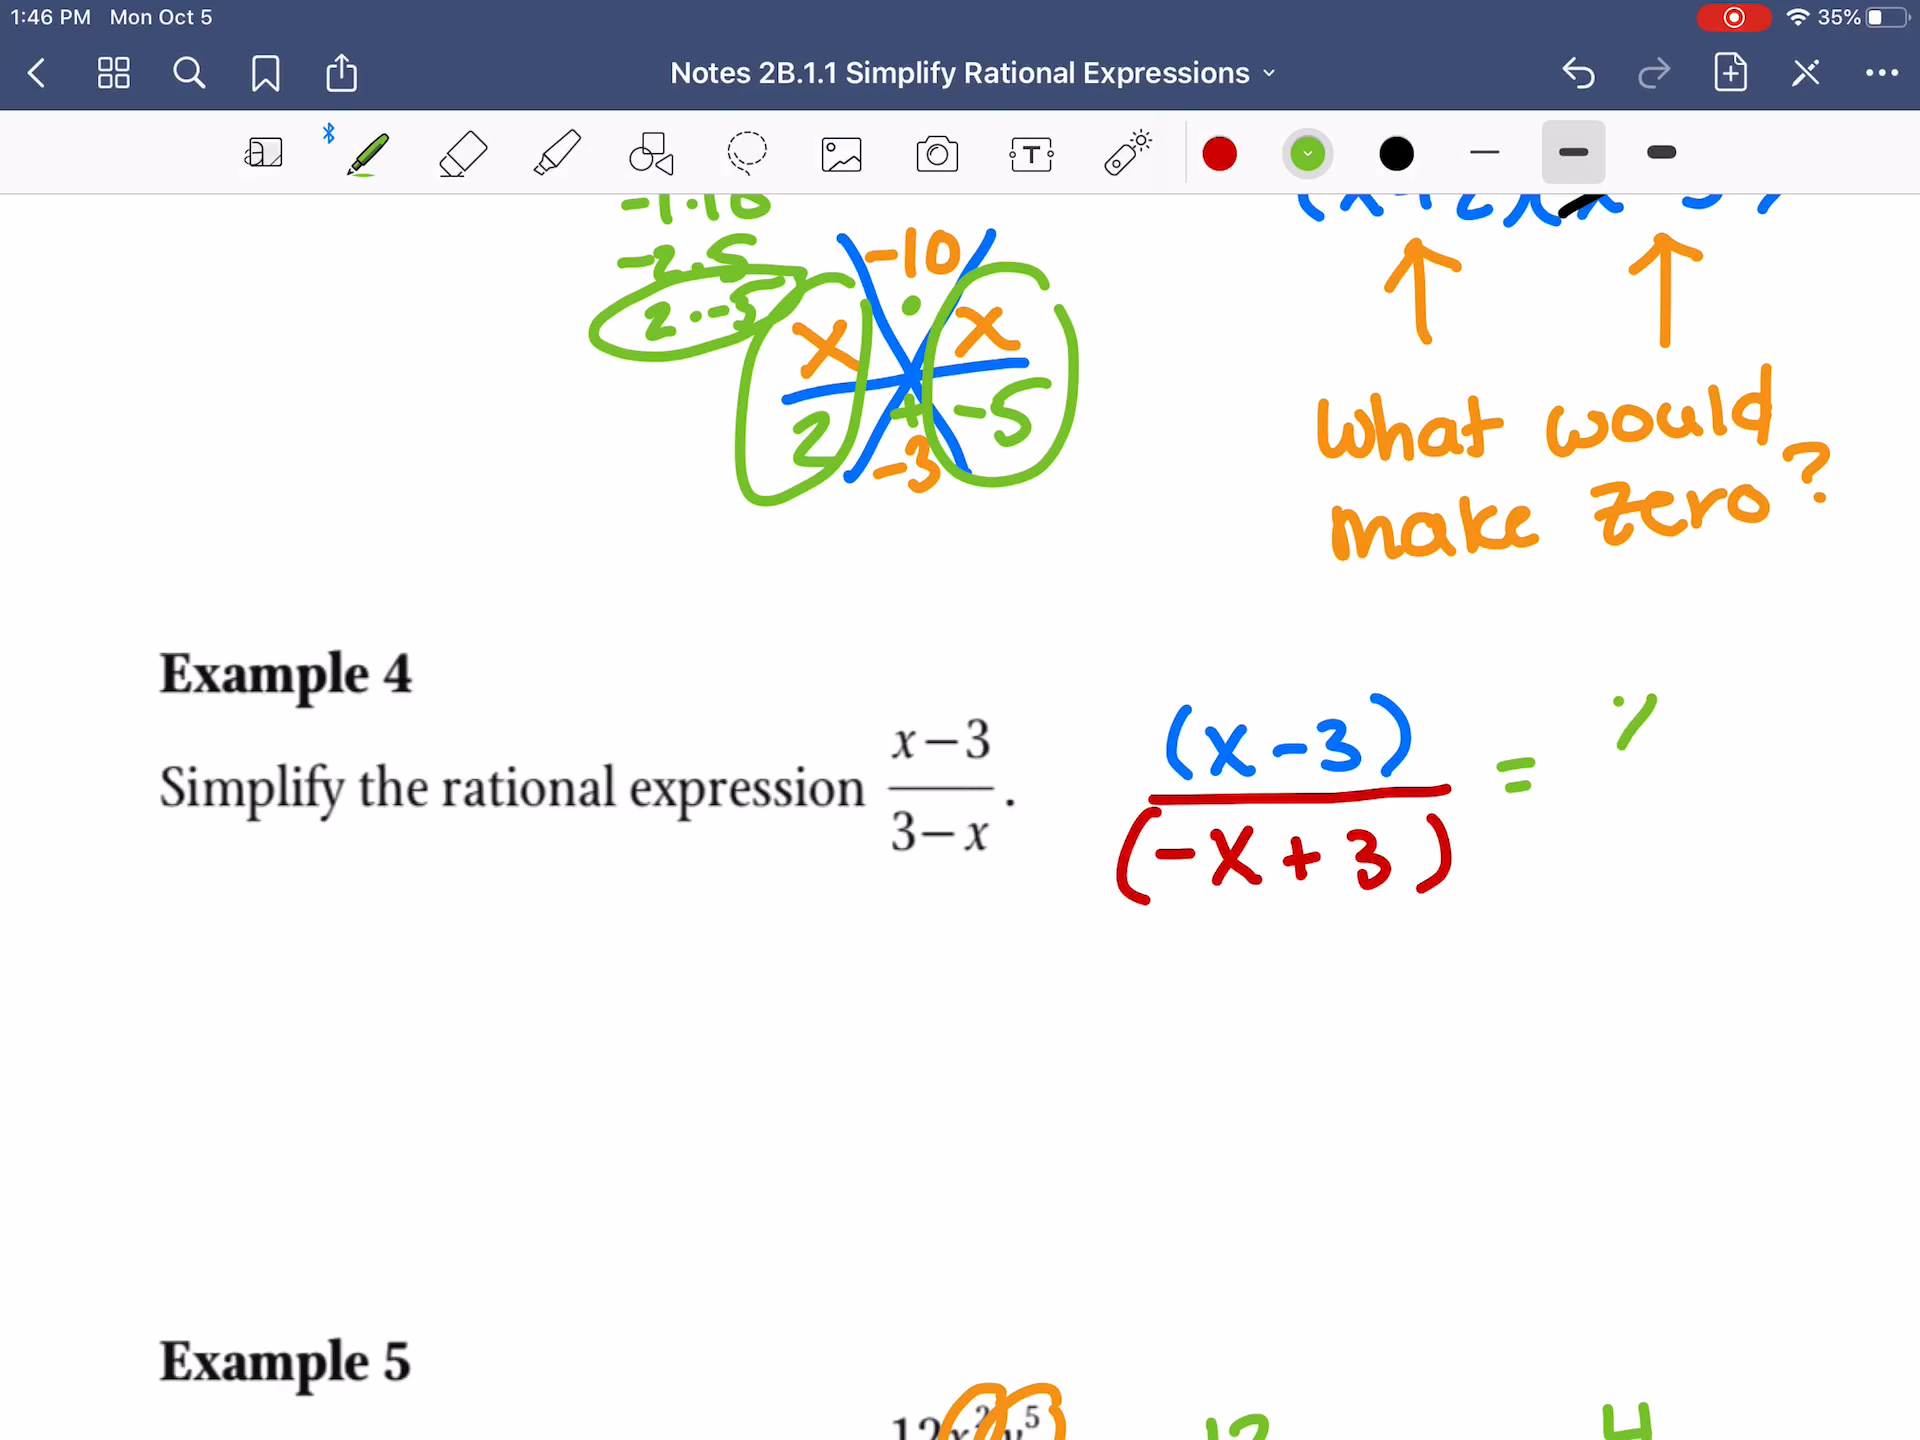 1:46 PM Mon Oct 5
35%
Notes 2B.1.1 Simplify Rational Expressions
T
-2·5
2·-5
-10
x x
2 + -5
-3
What would
make zero?
Example 4
Simplify the rational expression x-3 / 3-x.
(x-3)
(-x+3)
=
Example 5